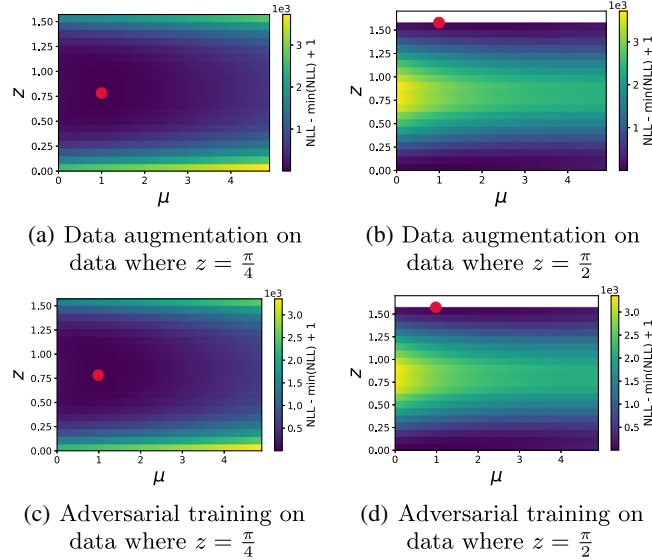 1e3
1.50
1.25
1.00
0.75
0.50
0.25
0.00
z
0 1 2 3 4
μ
3
2
1
NLL - min(NLL) + 1
1e3
1.50
1.25
1.00
0.75
0.50
0.25
0.00
z
0 1 2 3 4
μ
3
2
1
NLL - min(NLL) + 1
(a) Data augmentation on
data where z = π/4
(b) Data augmentation on
data where z = π/2
1e3
1.50
1.25
1.00
0.75
0.50
0.25
0.00
z
0 1 2 3 4
μ
3.0
2.5
2.0
1.5
1.0
0.5
NLL - min(NLL) + 1
1e3
1.50
1.25
1.00
0.75
0.50
0.25
0.00
z
0 1 2 3 4
μ
3.0
2.5
2.0
1.5
1.0
0.5
NLL - min(NLL) + 1
(c) Adversarial training on
data where z = π/4
(d) Adversarial training on
data where z = π/2